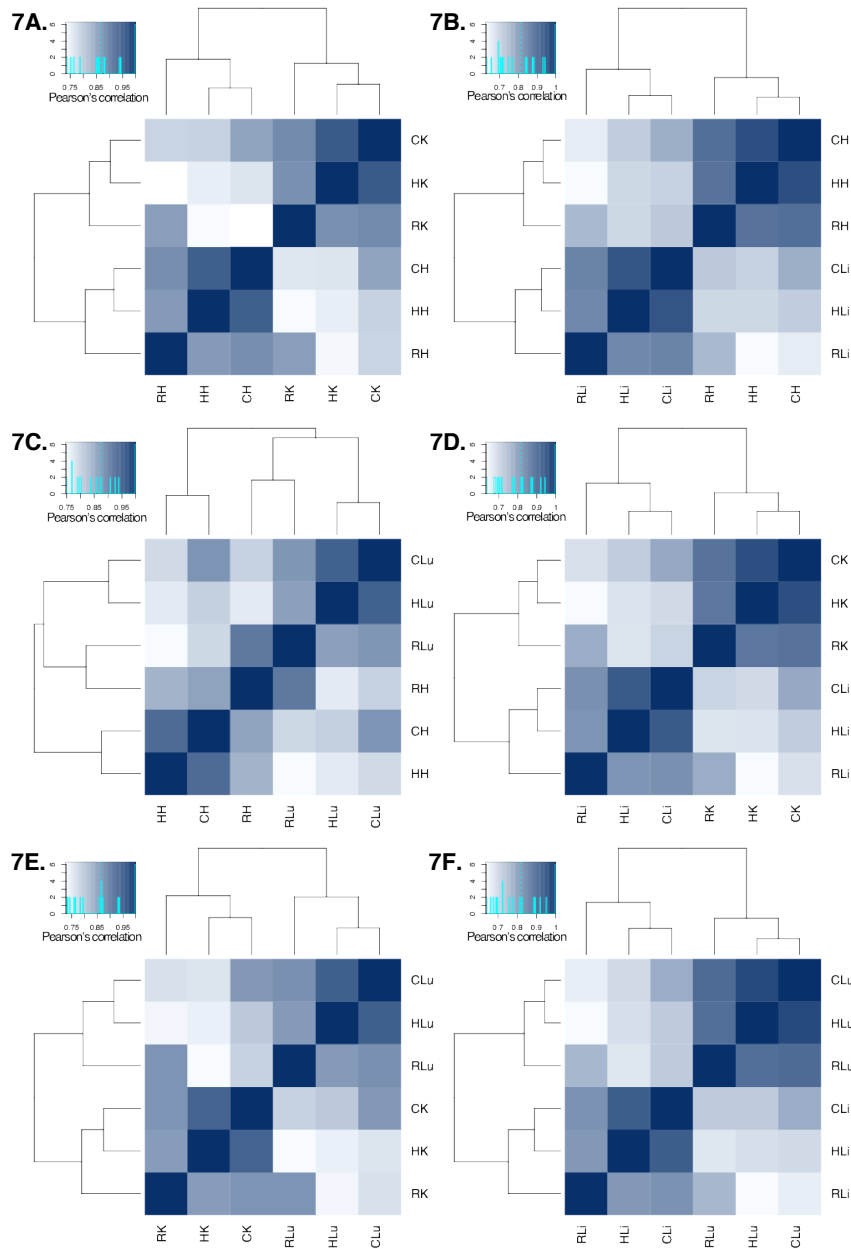 7A.
6
4
2
0
0.75 0.85 0.95
Pearson's correlation
CK
HK
RK
CH
HH
RH
RH HH CH RK HK CK
7B.
6
4
2
0
0.7 0.8 0.9 1
Pearson's correlation
CH
HH
RH
CLi
HLi
RLi
RLi HLi CLi RH HH CH
7C.
6
4
2
0
0.75 0.85 0.95
Pearson's correlation
CLu
HLu
RLu
RH
CH
HH
HH CH RH RLu HLu CLu
7D.
6
4
2
0
0.7 0.8 0.9 1
Pearson's correlation
CK
HK
RK
CLi
HLi
RLi
RLi HLi CLi RK HK CK
7E.
6
4
2
0
0.75 0.85 0.95
Pearson's correlation
CLu
HLu
RLu
CK
HK
RK
RK HK CK RLu HLu CLu
7F.
6
4
2
0
0.7 0.8 0.9 1
Pearson's correlation
CLu
HLu
RLu
CLi
HLi
RLi
RLi HLi CLi RLu HLu CLu